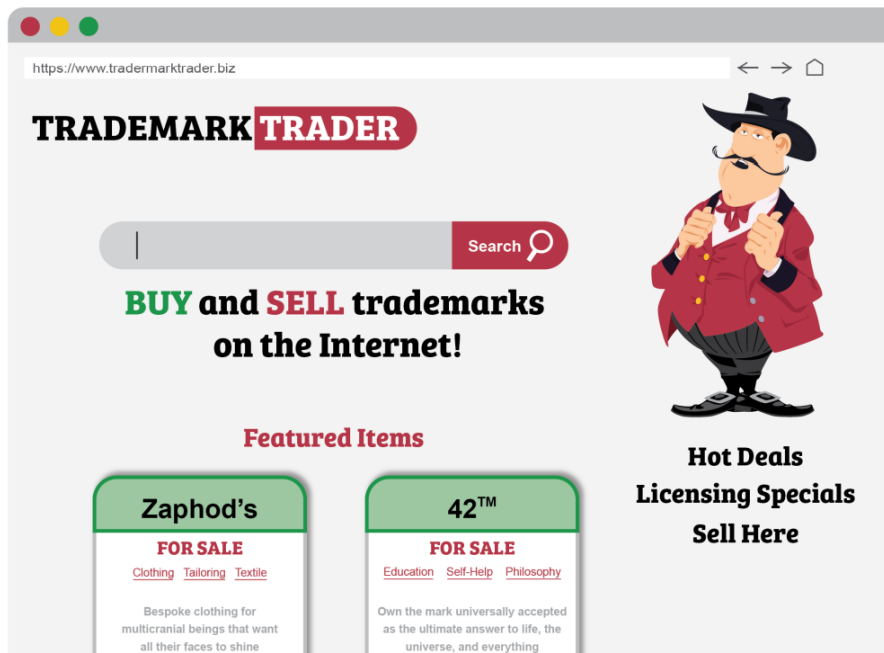 https://www.tradermarktrader.biz
TRADEMARK TRADER
Search
BUY and SELL trademarks
on the Internet!
Featured Items
Zaphod's
FOR SALE
Clothing Tailoring Textile
Bespoke clothing for
multicranial beings that want
all their faces to shine
42™
FOR SALE
Education Self-Help Philosophy
Own the mark universally accepted
as the ultimate answer to life, the
universe, and everything
Hot Deals
Licensing Specials
Sell Here